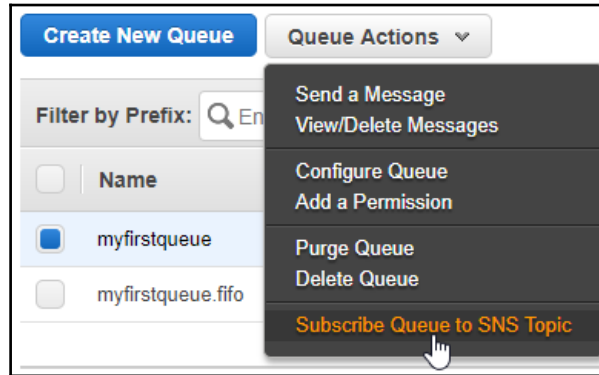 Create New Queue
Queue Actions
Filter by Prefix:
En
Send a Message
View/Delete Messages
Configure Queue
Add a Permission
Purge Queue
Delete Queue
Subscribe Queue to SNS Topic
Name
myfirstqueue
myfirstqueue.fifo